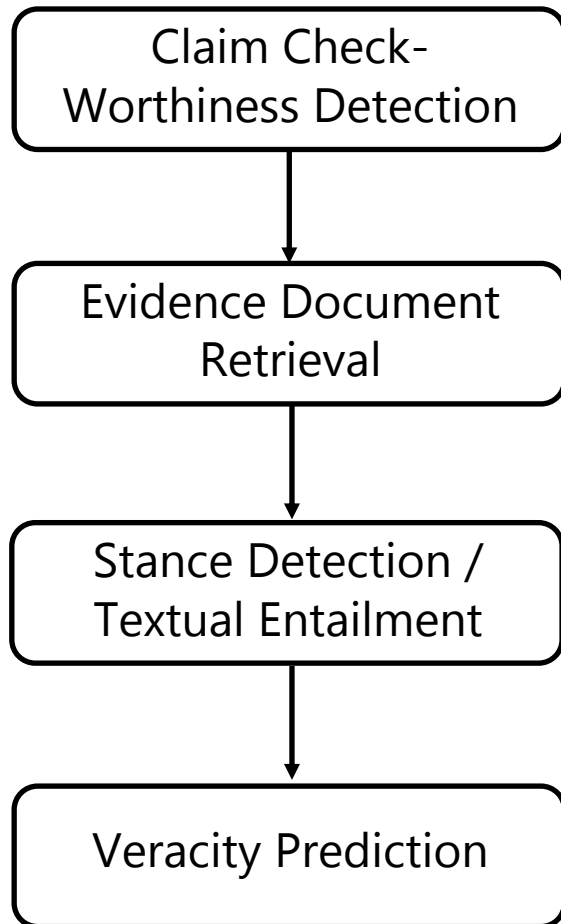 Claim Check-
Worthiness Detection
Evidence Document
Retrieval
Stance Detection /
Textual Entailment
Veracity Prediction